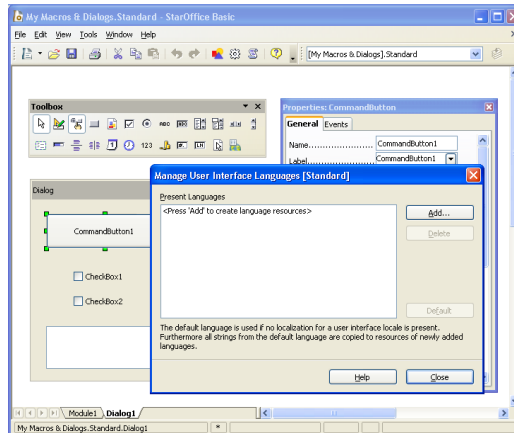 My Macros & Dialogs.Standard - StarOffice Basic
File Edit View Tools Window Help
[My Macros & Dialogs].Standard
Toolbox
ABC
123
Properties: CommandButton
General Events
Name....................... CommandButton1
Label....................... CommandButton1
Manage User Interface Languages [Standard]
Present Languages
<Press 'Add' to create language resources>
Add...
Delete
Default
Dialog
CommandButton1
CheckBox1
CheckBox2
The default language is used if no localization for a user interface locale is present.
Furthermore all strings from the default language are copied to resources of newly added
languages.
Help Close
Module1 Dialog1
My Macros & Dialogs.Standard.Dialog1 *